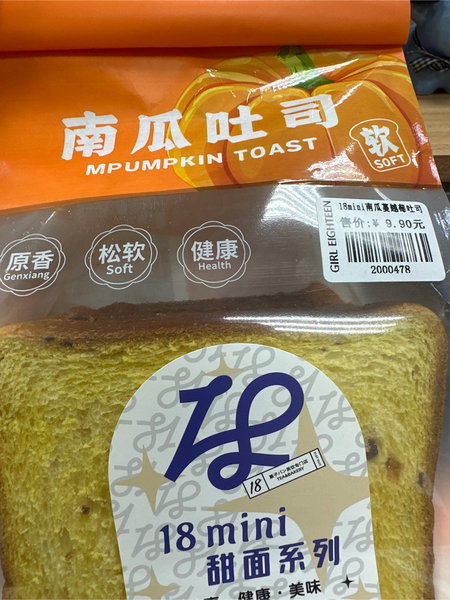 南瓜吐司
MPUMPKIN TOAST
软
SOFT
18mini南瓜蔓越莓吐司
售价:¥ 9.90元
GIRL EIGHTEEN
2000478
原香
Genxiang
松软
Soft
健康
Health
18
TEA&BAKERY
18 mini
甜面系列
健康·美味